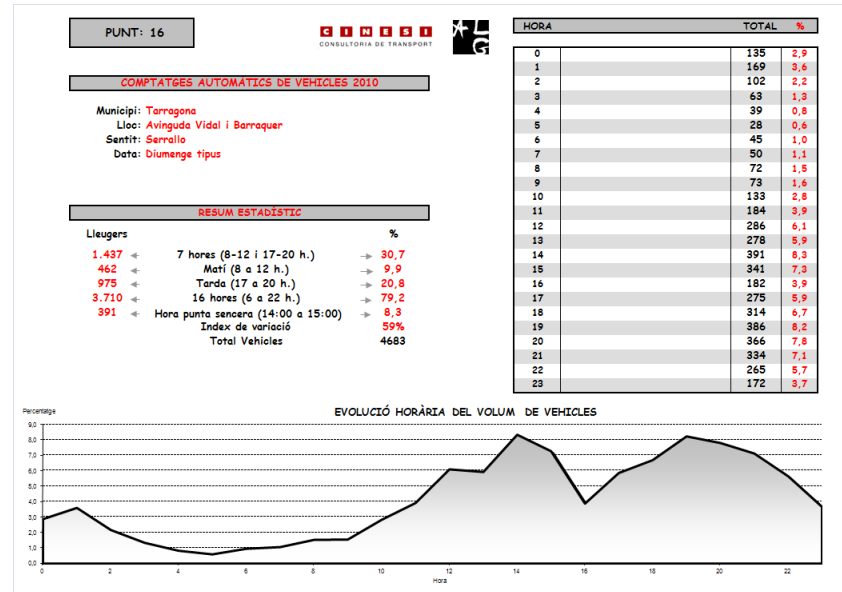 PUNT: 16
CINESI
CONSULTORIA DE TRANSPORT
ALG
COMPTATGES AUTOMÀTICS DE VEHICLES 2010
Municipi: Tarragona
Lloc: Avinguda Vidal i Barraquer
Sentit: Serrallo
Data: Diumenge tipus
RESUM ESTADÍSTIC
Lleugers %
1.437 7 hores (8-12 i 17-20 h.) 30,7
462 Matí (8 a 12 h.) 9,9
975 Tarda (17 a 20 h.) 20,8
3.710 16 hores (6 a 22 h.) 79,2
391 Hora punta sencera (14:00 a 15:00) 8,3
Index de variació 59%
Total Vehicles 4683
HORA TOTAL %
0 135 2,9
1 169 3,6
2 102 2,2
3 63 1,3
4 39 0,8
5 28 0,6
6 45 1,0
7 50 1,1
8 72 1,5
9 73 1,6
10 133 2,8
11 184 3,9
12 286 6,1
13 278 5,9
14 391 8,3
15 341 7,3
16 182 3,9
17 275 5,9
18 314 6,7
19 386 8,2
20 366 7,8
21 334 7,1
22 265 5,7
23 172 3,7
EVOLUCIÓ HORÀRIA DEL VOLUM DE VEHICLES
Percentatge
9,0
8,0
7,0
6,0
5,0
4,0
3,0
2,0
1,0
0,0
0 2 4 6 8 10 12 14 16 18 20 22
Hora